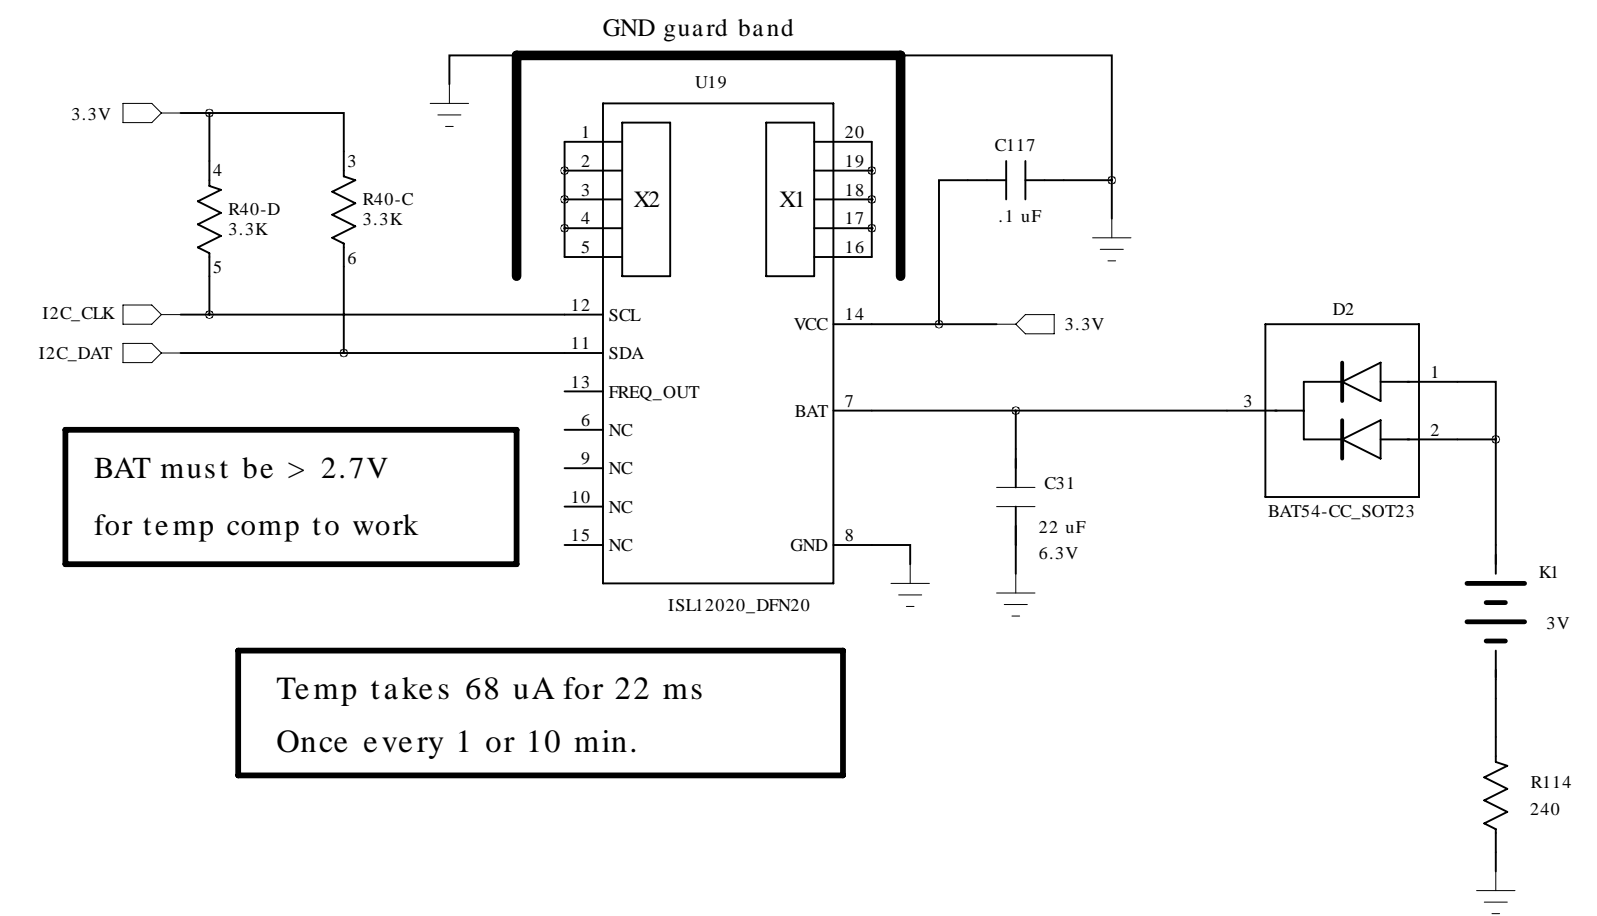 GND guard band
U19
3.3V
1
2
3
4
5
X2
20
19
18
17
16
X1
C117
.1 uF
4
R40-D
3.3K
5
3
R40-C
3.3K
6
I2C_CLK
12
SCL
I2C_DAT
11
SDA
13
FREQ_OUT
6
NC
9
NC
10
NC
15
NC
VCC
14
3.3V
BAT
7
GND
8
ISL12020_DFN20
C31
22 uF
6.3V
D2
3
1
2
BAT54-CC_SOT23
K1
3V
R114
240
BAT must be > 2.7V
for temp comp to work
Temp takes 68 uA for 22 ms
Once every 1 or 10 min.